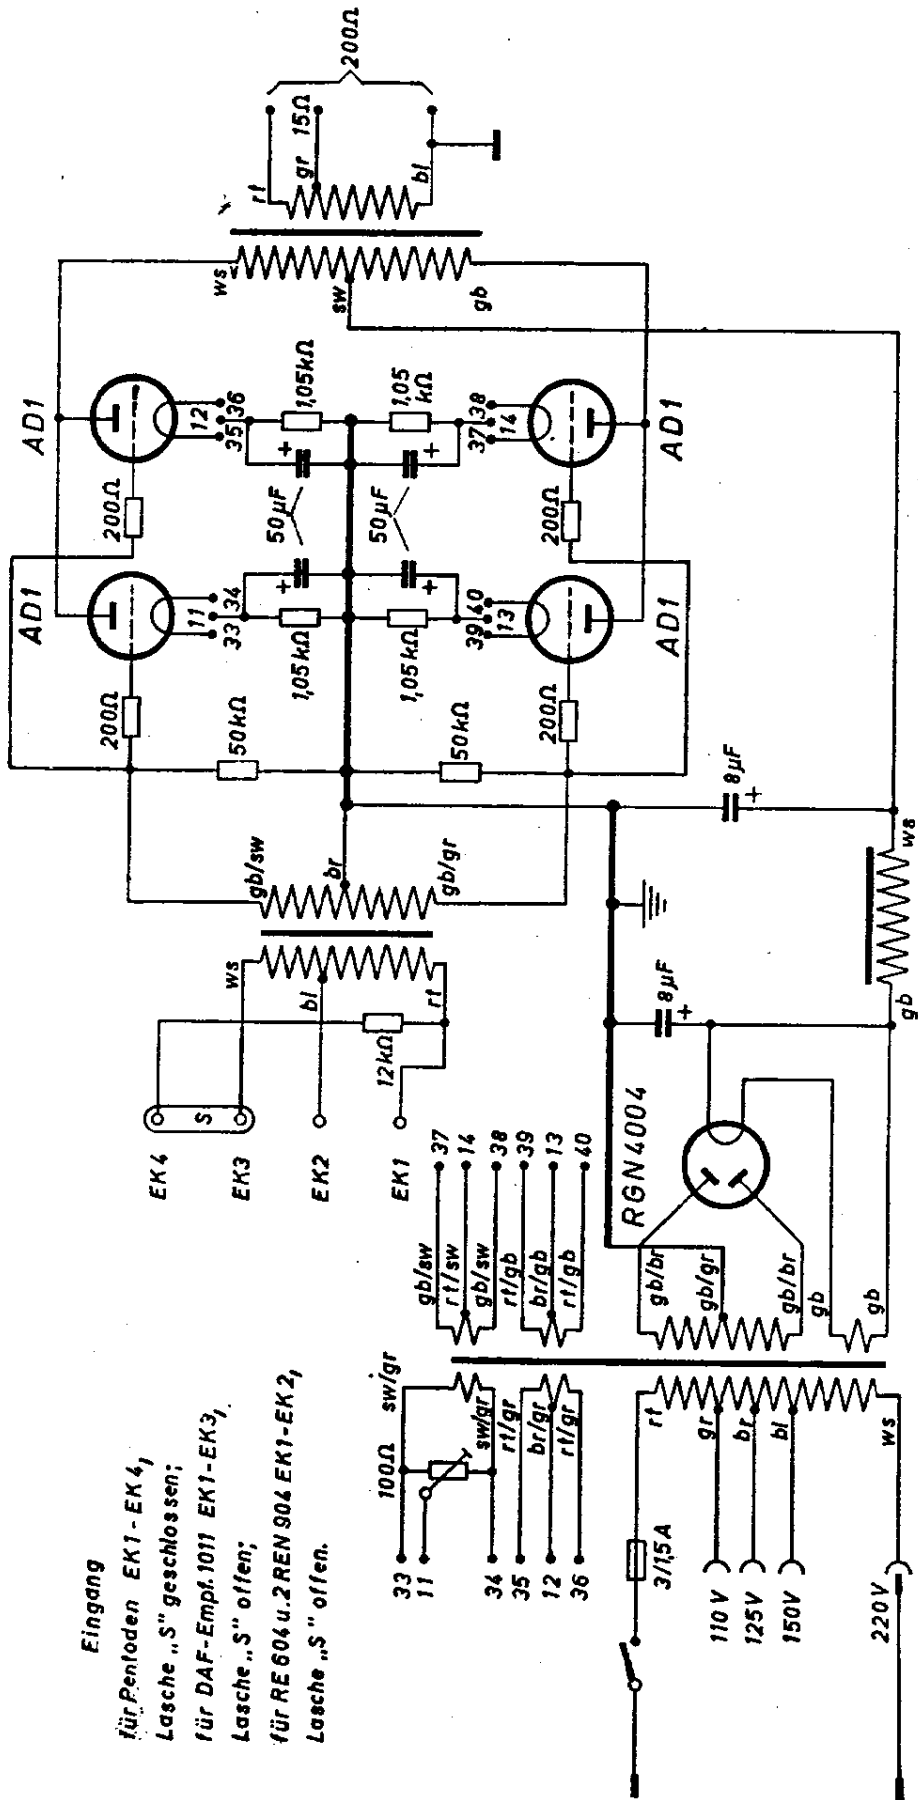 Eingang
für Pentoden EK1-EK4,
Lasche „S" geschlossen;
für DAF-Empf. 1011 EK1-EK3,
Lasche „S" offen;
für RE 604 u. 2 REN 904 EK1-EK2,
Lasche „S" offen.
EK4
S
EK3
EK2
EK1
ws
bl
rt
12kΩ
gb/sw
br
gb/gr
200Ω
50kΩ
50kΩ
200Ω
AD1
AD1
33
11
34
35
12
36
200Ω
1,05kΩ
50µF
+
+
1,05kΩ
1,05kΩ
50µF
+
+
1,05
kΩ
39
13
40
37
14
38
200Ω
AD1
AD1
ws
sw
gb
rt
gr
15Ω
bl
200Ω
33
11
34
35
12
36
100Ω
sw/gr
sw/gr
rt/gr
br/gr
rt/gr
gb/sw
rt/sw
gb/sw
rt/gb
br/gb
rt/gb
37
14
38
39
13
40
3/1,5A
110V
125V
150V
220V
rt
gr
br
bl
ws
gb/br
gb/gr
gb/br
gb
gb
RGN 4004
8µF
+
8µF
+
gb
ws